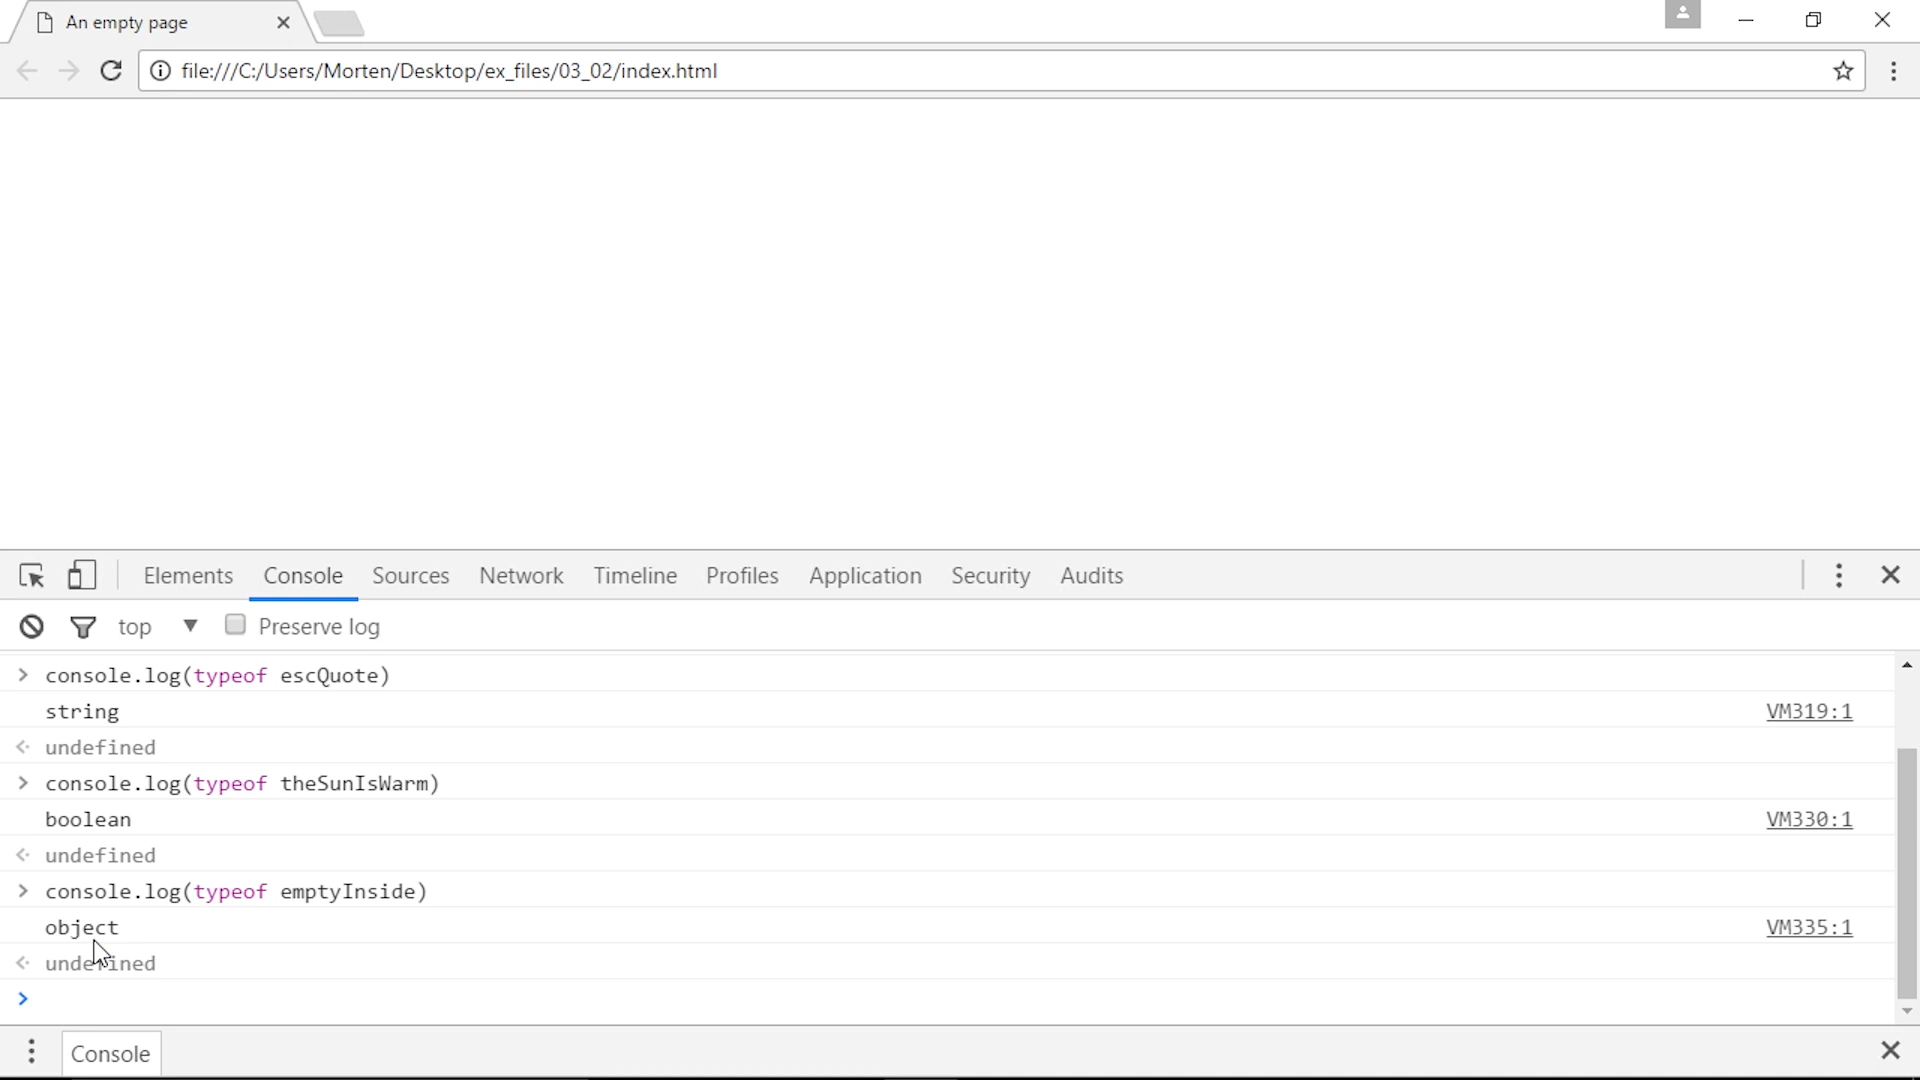 An empty page
file:///C:/Users/Morten/Desktop/ex_files/03_02/index.html
Elements Console Sources Network Timeline Profiles Application Security Audits
top Preserve log
console.log(typeof escQuote)
string VM319:1
undefined
console.log(typeof theSunIsWarm)
boolean VM330:1
undefined
console.log(typeof emptyInside)
object VM335:1
undefined
Console